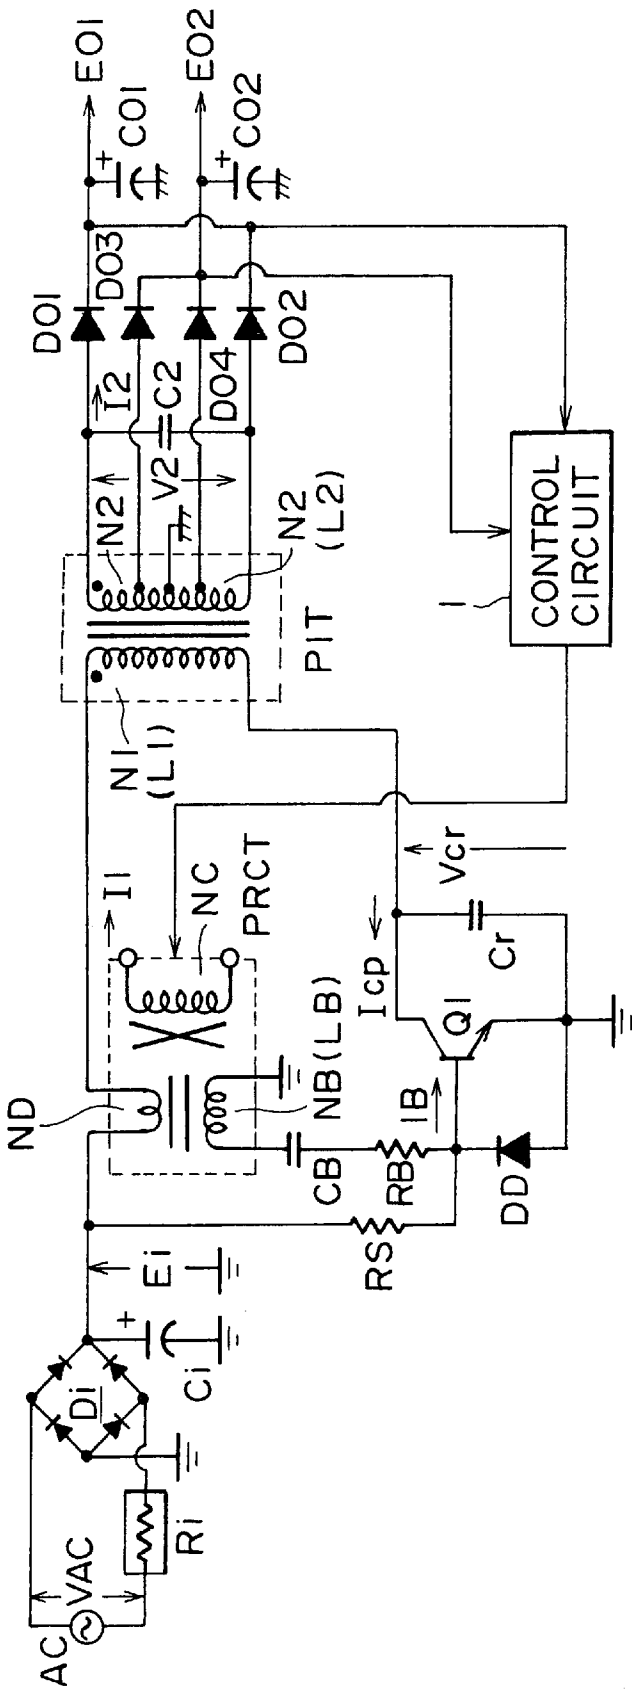 AC
VAC
Ri
Di
Ci
+
Ei
ND
I1
NC
PRCT
NB(LB)
CB
RB
RS
IB
DD
Q1
Icp
Cr
Vcr
N1
(L1)
PIT
N2
N2
(L2)
V2
C2
I2
DO1
DO3
DO4
DO2
+
CO1
EO1
+
CO2
EO2
1
CONTROL
CIRCUIT